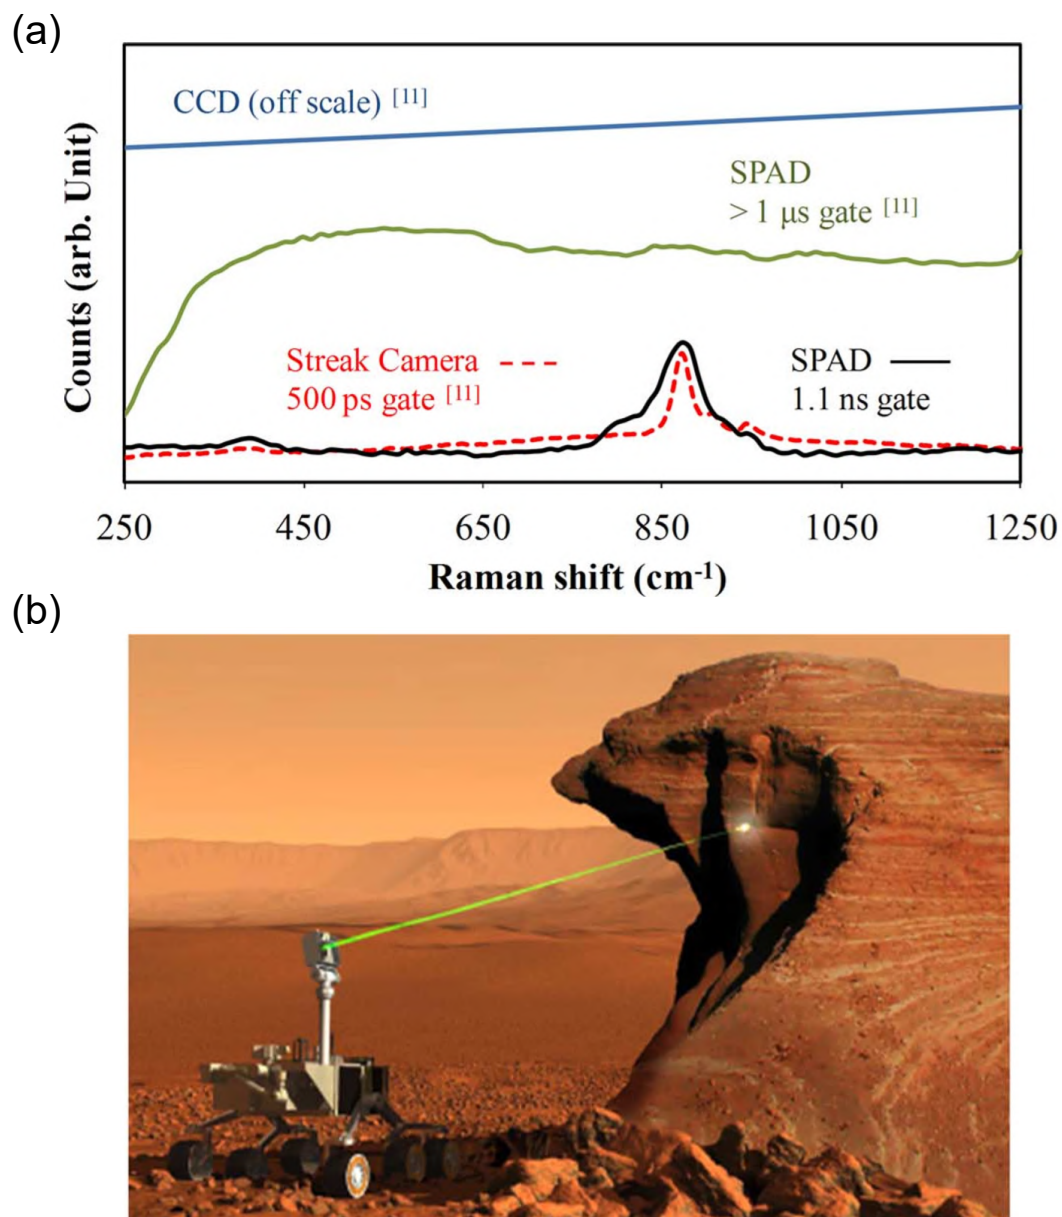 (a)
CCD (off scale) [11]
SPAD
> 1 μs gate [11]
Streak Camera
500 ps gate [11]
SPAD
1.1 ns gate
Counts (arb. Unit)
250 450 650 850 1050 1250
Raman shift (cm-1)
(b)